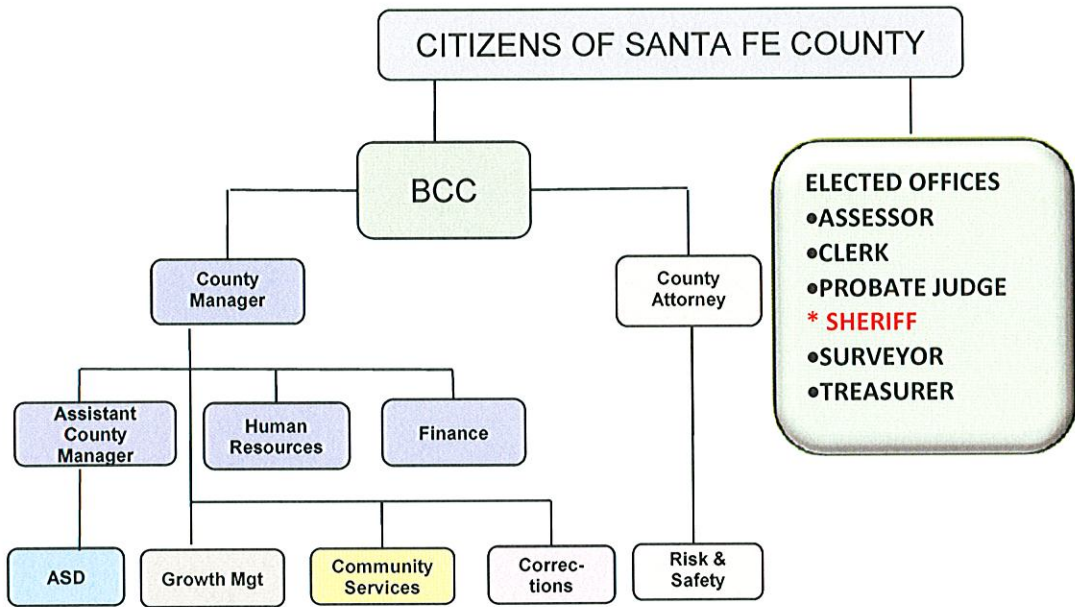 CITIZENS OF SANTA FE COUNTY
BCC
ELECTED OFFICES
•ASSESSOR
•CLERK
•PROBATE JUDGE
* SHERIFF
•SURVEYOR
•TREASURER
County
Manager
County
Attorney
Assistant
County
Manager
Human
Resources
Finance
ASD
Growth Mgt
Community
Services
Correc-
tions
Risk &
Safety